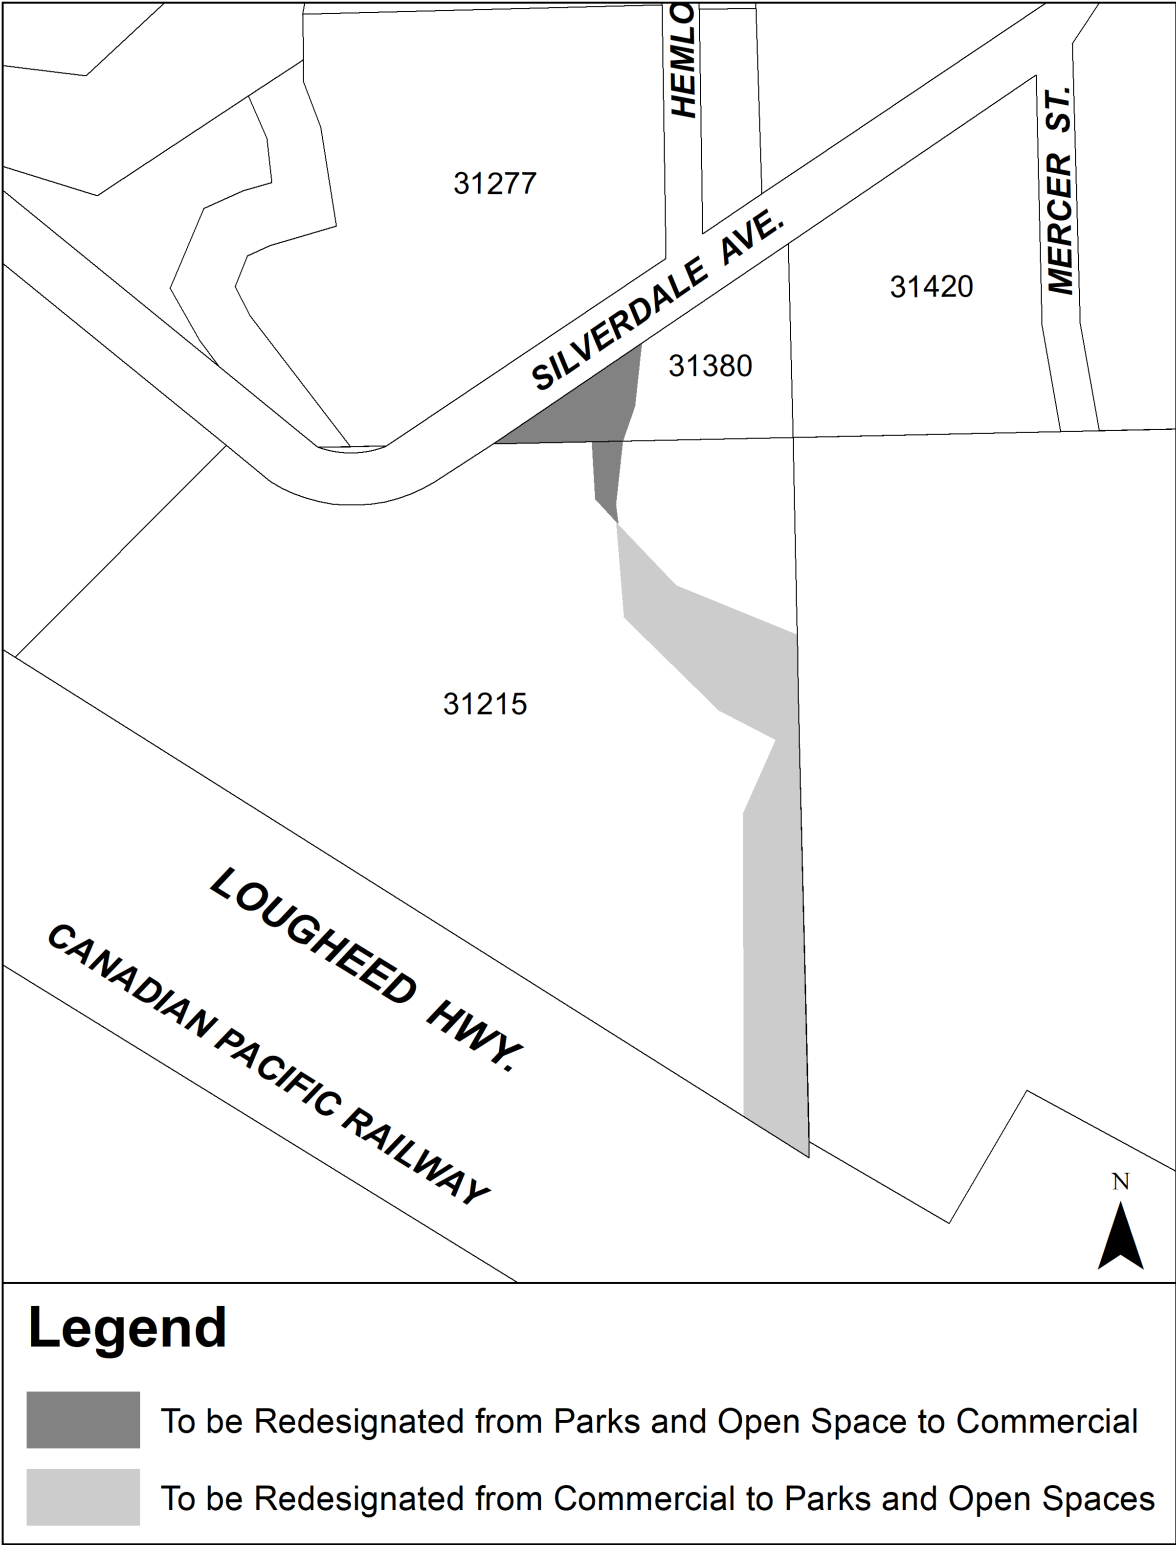 HEMLO
MERCER ST.
31277
SILVERDALE AVE.
31420
31380
31215
LOUGHEED HWY.
CANADIAN PACIFIC RAILWAY
N
Legend
To be Redesignated from Parks and Open Space to Commercial
To be Redesignated from Commercial to Parks and Open Spaces